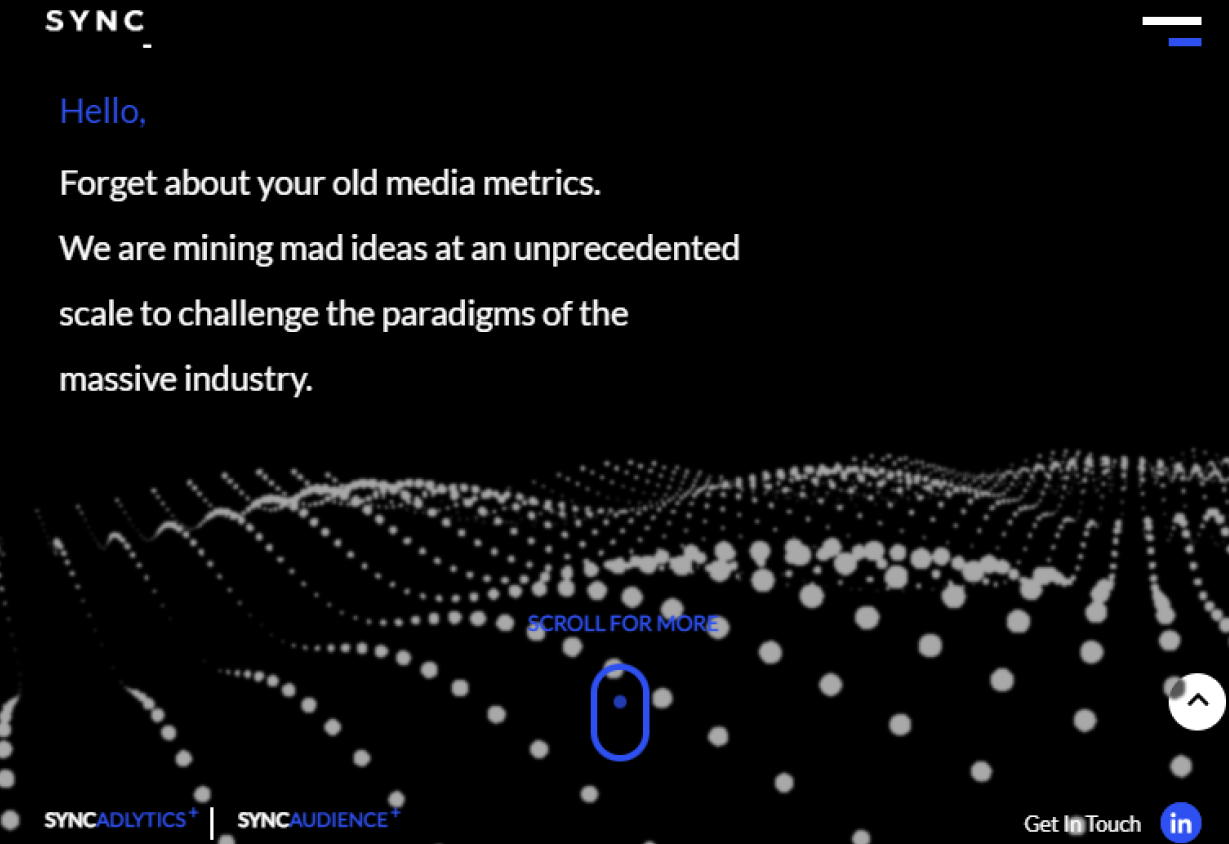 SYNC_
Hello,
Forget about your old media metrics.
We are mining mad ideas at an unprecedented
scale to challenge the paradigms of the
massive industry.
SCROLL FOR MORE
SYNCADLYTICS+ | SYNCAUDIENCE+
Get In Touch in